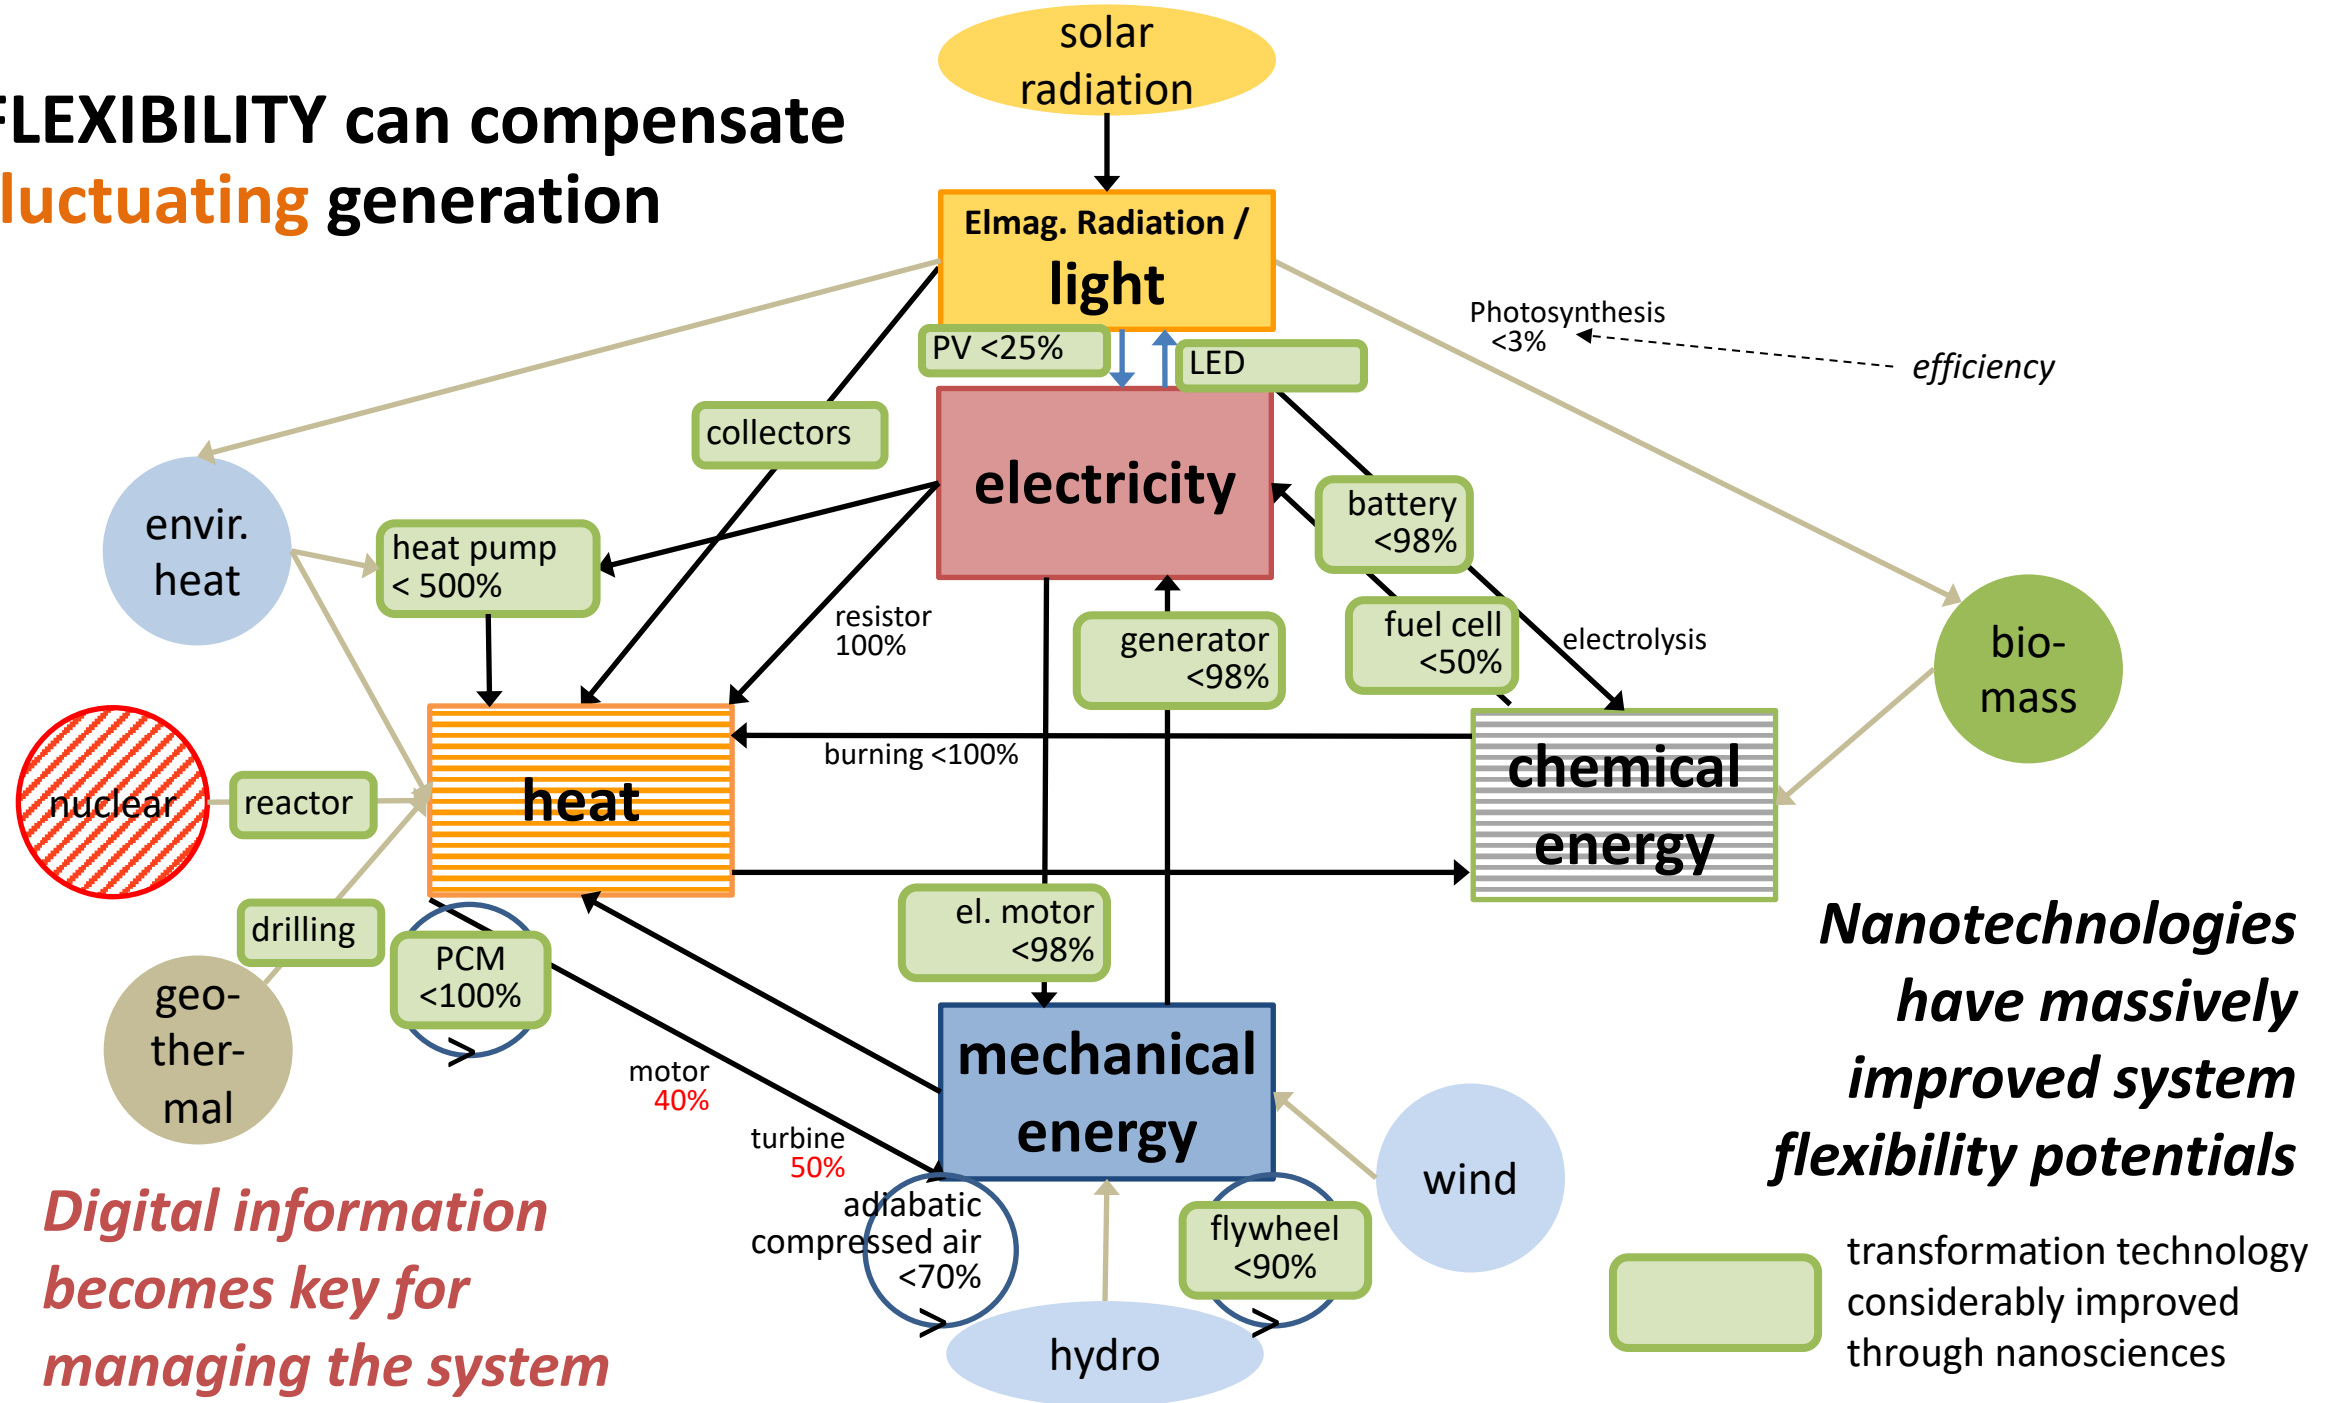 solar
radiation
FLEXIBILITY can compensate
luctuating generation
Elmag. Radiation /
light
PV <25%
LED
Photosynthesis
<3%
efficiency
collectors
electricity
battery
<98%
envir.
heat
heat pump
< 500%
resistor
100%
generator
<98%
fuel cell
<50%
electrolysis
bio-
mass
burning <100%
nuclear
reactor
heat
chemical
energy
drilling
PCM
<100%
>
el. motor
<98%
geo-
ther-
mal
mechanical
energy
motor
40%
turbine
50%
adiabatic
compressed air
<70%
>
flywheel
<90%
>
wind
hydro
Nanotechnologies
have massively
improved system
flexibility potentials
Digital information
becomes key for
managing the system
transformation technology
considerably improved
through nanosciences